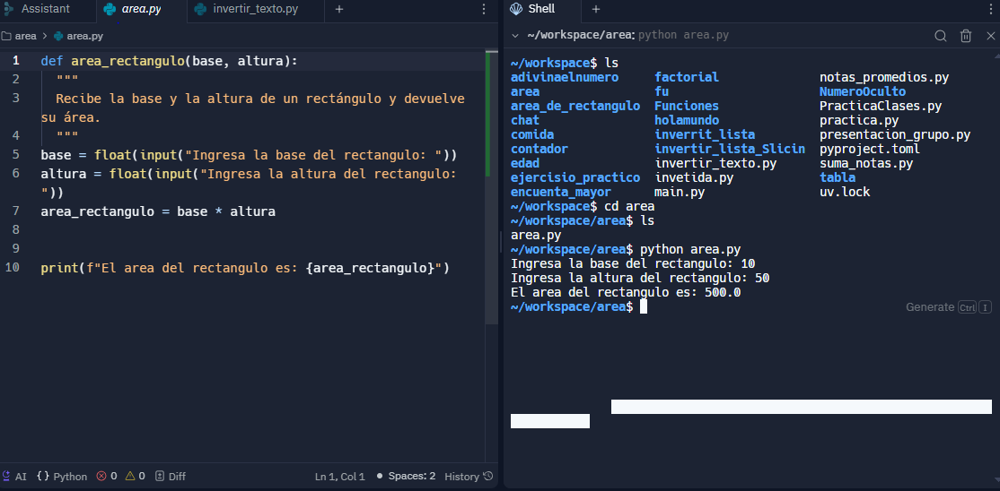 Assistant
area.py
invertir_texto.py
+
area > area.py
1 def area_rectangulo(base, altura):
2 """
3 Recibe la base y la altura de un rectángulo y devuelve
su área.
4 """
5 base = float(input("Ingresa la base del rectangulo: "))
6 altura = float(input("Ingresa la altura del rectangulo:
"))
7 area_rectangulo = base * altura
8
9
10 print(f"El area del rectangulo es: {area_rectangulo}")
AI {} Python 0 0 Diff Ln 1, Col 1 Spaces: 2 History
Shell +
~/workspace/area: python area.py
~/workspace$ ls
adivinaelnumero factorial notas_promedios.py
area fu NumeroOculto
area_de_rectangulo Funciones PracticaClases.py
chat holamundo practica.py
comida inverrit_lista presentacion_grupo.py
contador invertir_lista_Slicin pyproject.toml
edad invertir_texto.py suma_notas.py
ejercisio_practico invetida.py tabla
encuenta_mayor main.py uv.lock
~/workspace$ cd area
~/workspace/area$ ls
area.py
~/workspace/area$ python area.py
Ingresa la base del rectangulo: 10
Ingresa la altura del rectangulo: 50
El area del rectangulo es: 500.0
~/workspace/area$
Generate Ctrl I